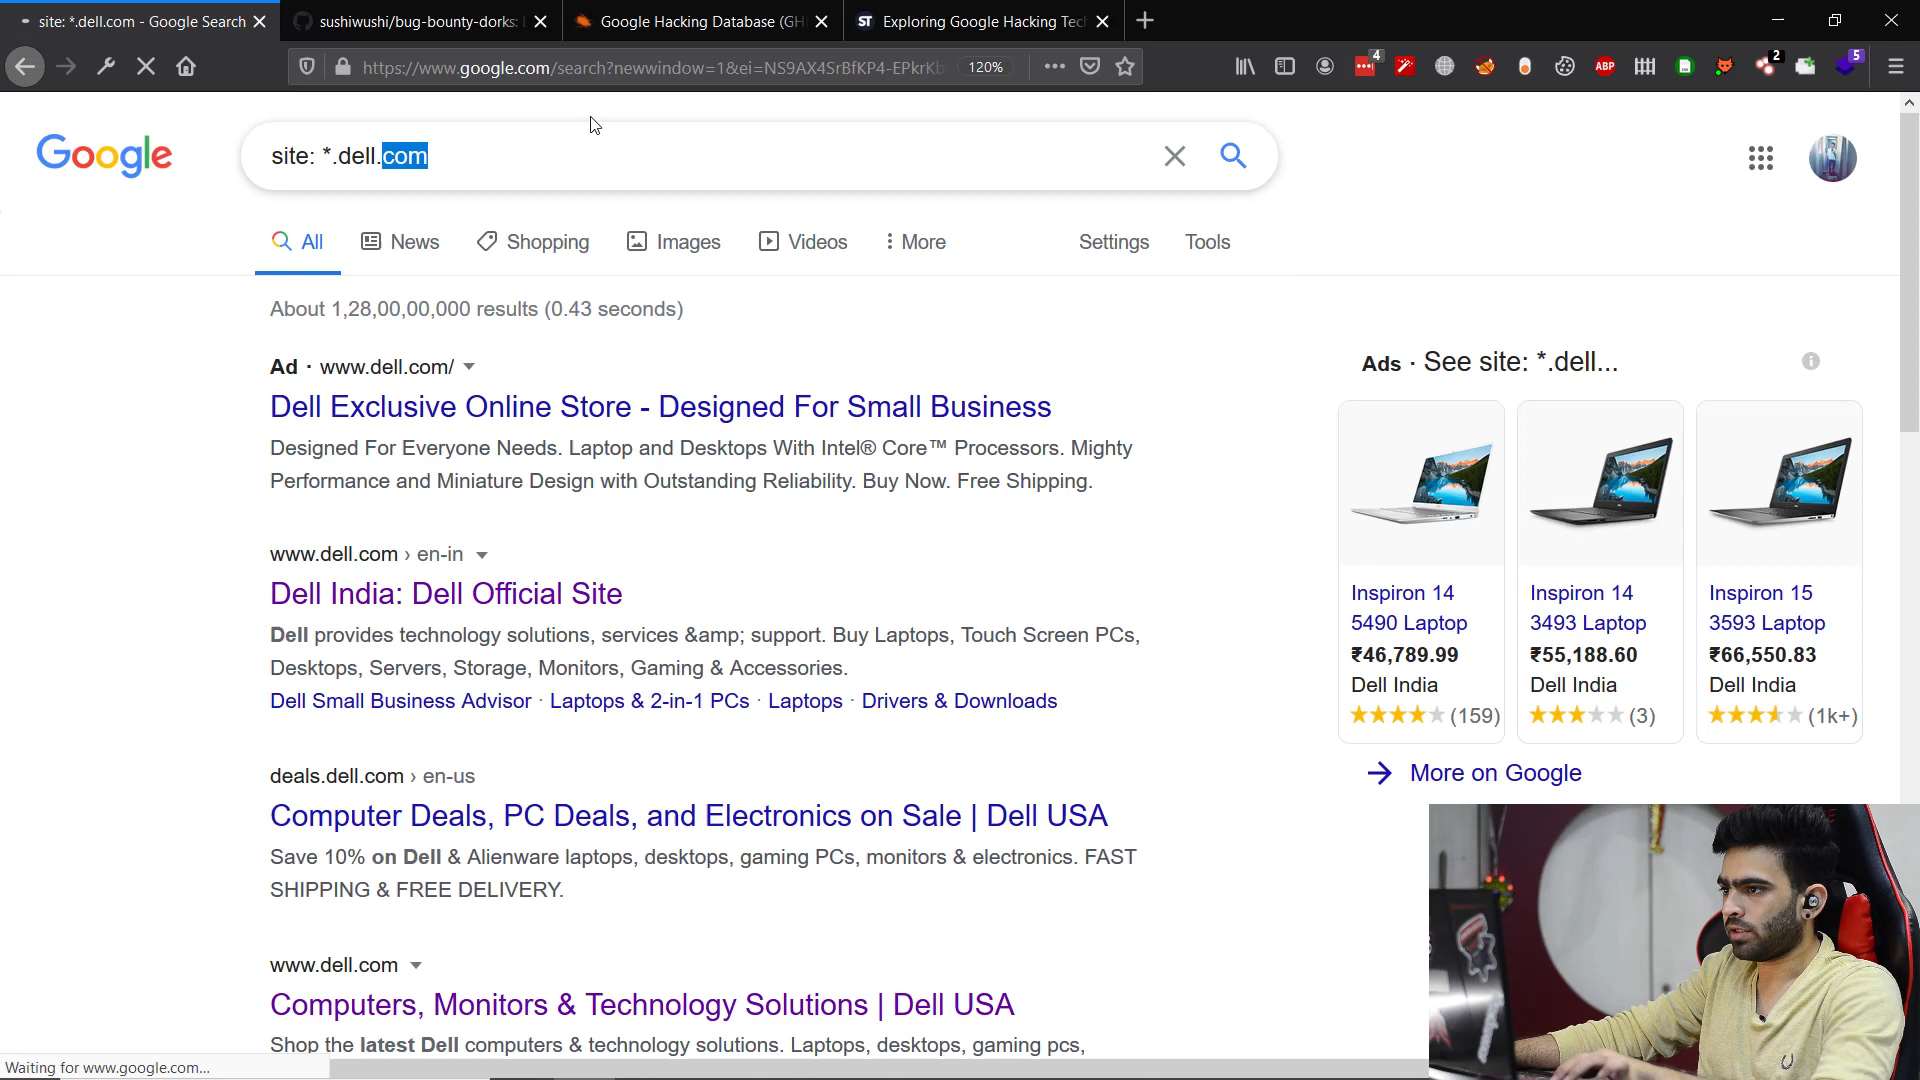 site: *.dell.com - Google Search
sushiwushi/bug-bounty-dorks:
Google Hacking Database (GH
ST Exploring Google Hacking Tec
https://www.google.com/search?newwindow=1&ei=NS9AX4SrBfKP4-EPkrKb
120%
4
ABP
2
5
Google
site: *.dell.com
All
News
Shopping
Images
Videos
More
Settings
Tools
About 1,28,00,00,000 results (0.43 seconds)
Ad · www.dell.com/
Dell Exclusive Online Store - Designed For Small Business
Designed For Everyone Needs. Laptop and Desktops With Intel® Core™ Processors. Mighty
Performance and Miniature Design with Outstanding Reliability. Buy Now. Free Shipping.
www.dell.com › en-in
Dell India: Dell Official Site
Dell provides technology solutions, services &amp; support. Buy Laptops, Touch Screen PCs,
Desktops, Servers, Storage, Monitors, Gaming & Accessories.
Dell Small Business Advisor · Laptops & 2-in-1 PCs · Laptops · Drivers & Downloads
deals.dell.com › en-us
Computer Deals, PC Deals, and Electronics on Sale | Dell USA
Save 10% on Dell & Alienware laptops, desktops, gaming PCs, monitors & electronics. FAST
SHIPPING & FREE DELIVERY.
www.dell.com
Computers, Monitors & Technology Solutions | Dell USA
Shop the latest Dell computers & technology solutions. Laptops, desktops, gaming pcs,
Ads · See site: *.dell...
Inspiron 14
5490 Laptop
₹46,789.99
Dell India
(159)
Inspiron 14
3493 Laptop
₹55,188.60
Dell India
(3)
Inspiron 15
3593 Laptop
₹66,550.83
Dell India
(1k+)
More on Google
Waiting for www.google.com...